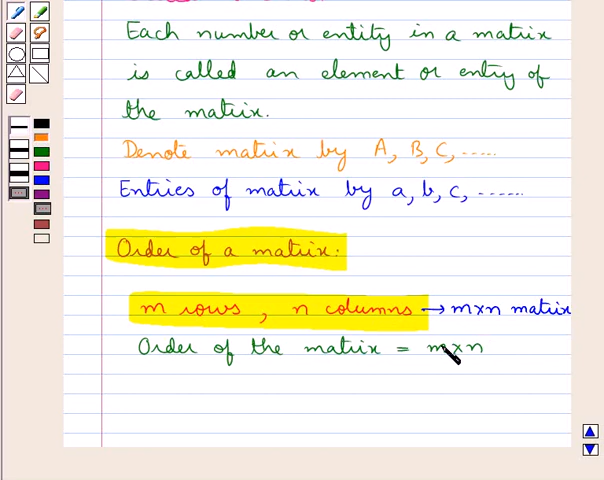 Each number or entity in a matrix
is called an element or entry of
the matrix.
Denote matrix by A, B, C, .....
Entries of matrix by a, b, c, .......
Order of a matrix:
m rows, n columns → m×n matrix
Order of the matrix = m×n